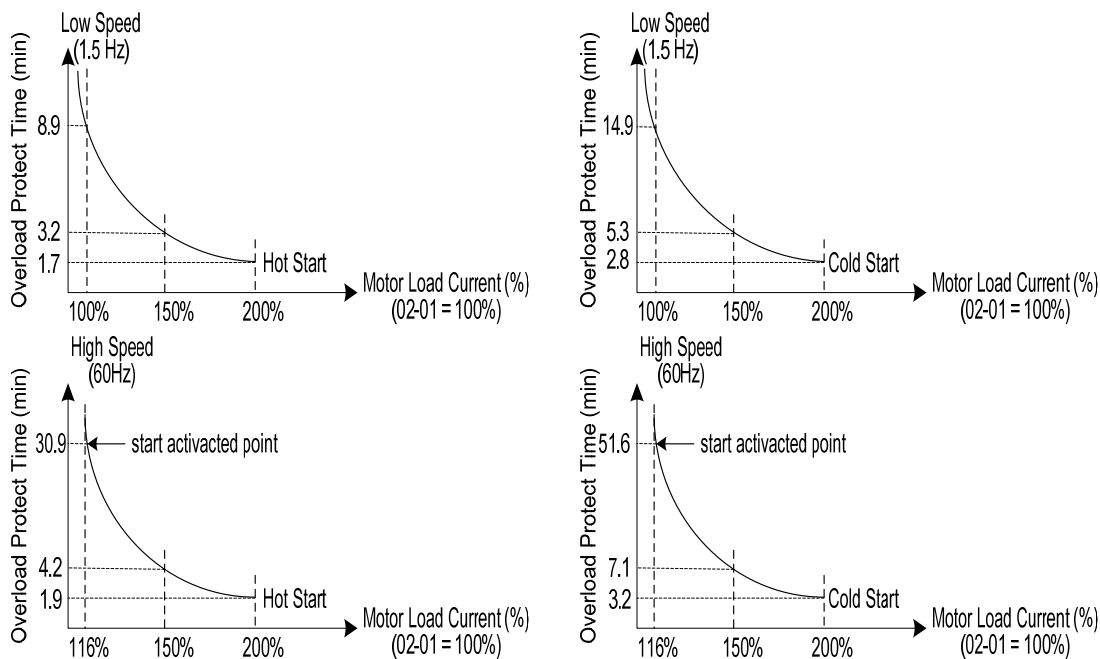 Low Speed
(1.5 Hz)
Overload Protect Time (min)
8.9
3.2
1.7
Hot Start
Motor Load Current (%)
(02-01 = 100%)
100%
150%
200%
Low Speed
(1.5 Hz)
Overload Protect Time (min)
14.9
5.3
2.8
Cold Start
Motor Load Current (%)
(02-01 = 100%)
100%
150%
200%
High Speed
(60Hz)
Overload Protect Time (min)
30.9
start activacted point
4.2
1.9
Hot Start
Motor Load Current (%)
(02-01 = 100%)
116%
150%
200%
High Speed
(60Hz)
Overload Protect Time (min)
51.6
start activacted point
7.1
3.2
Cold Start
Motor Load Current (%)
(02-01 = 100%)
116%
150%
200%